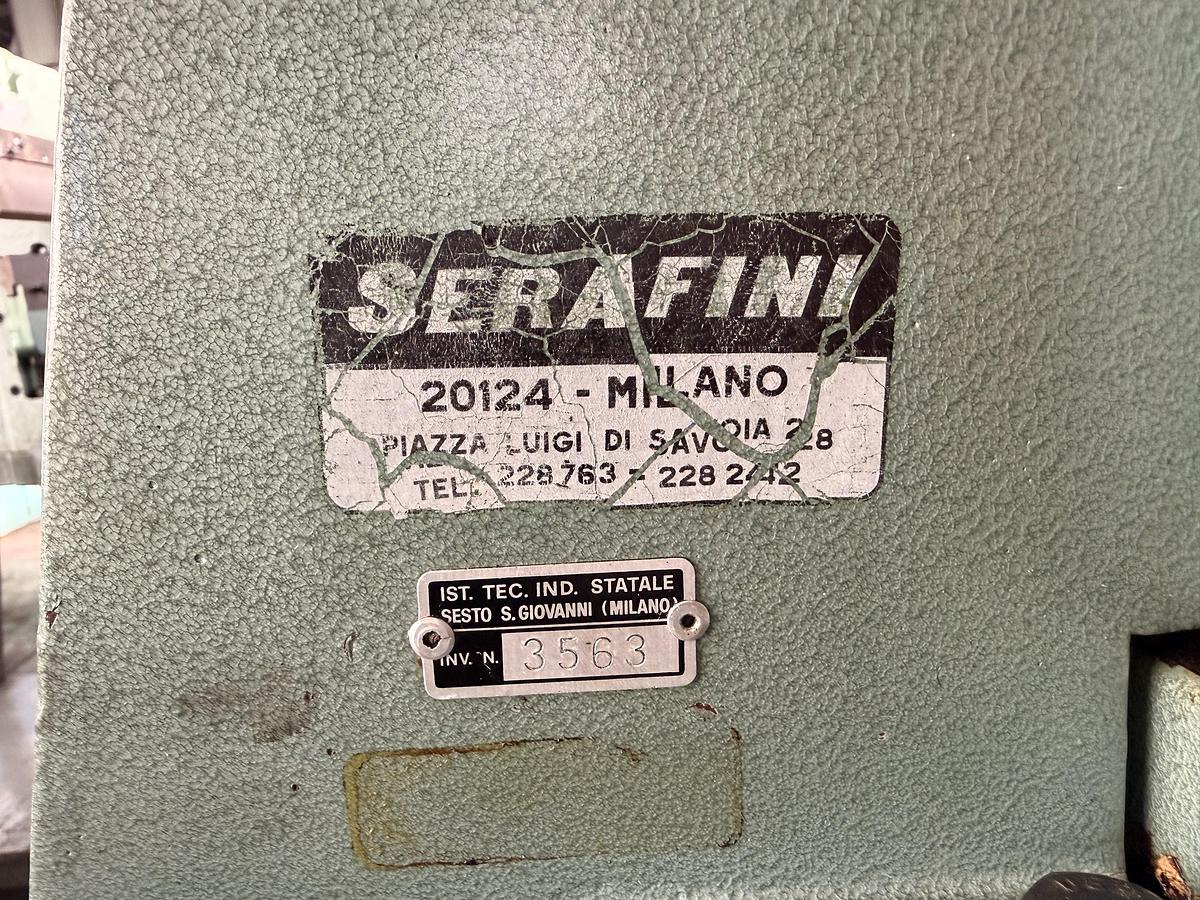 SERAFINI
20124 - MILANO
PIAZZA LUIGI DI SAVOIA 28
TEL. 228.763 - 228 242
IST. TEC. IND. STATALE
SESTO S. GIOVANNI (MILANO)
INV. N. 3563